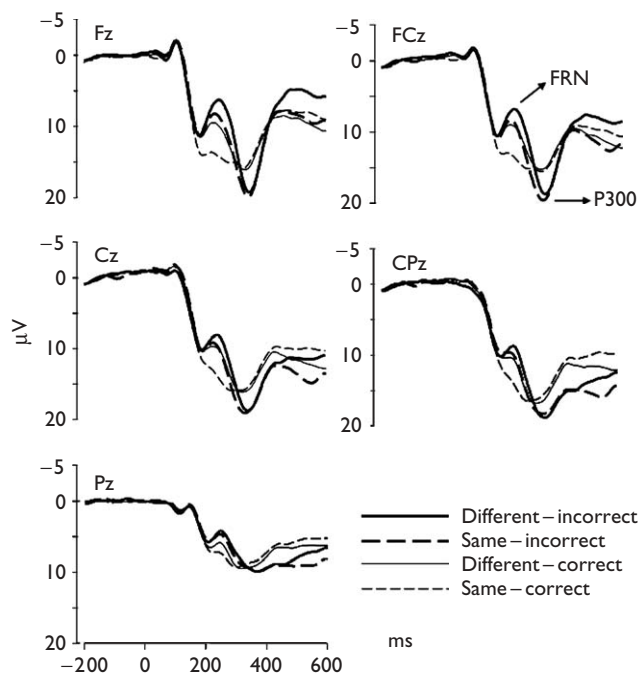 −5
Fz
0
10
20
−5
FCz
0
FRN
10
P300
20
−5
Cz
0
10
20
μV
−5
CPz
0
10
20
−5
Pz
0
10
20
−200 0 200 400 600
ms
Different – incorrect
Same – incorrect
Different – correct
Same – correct